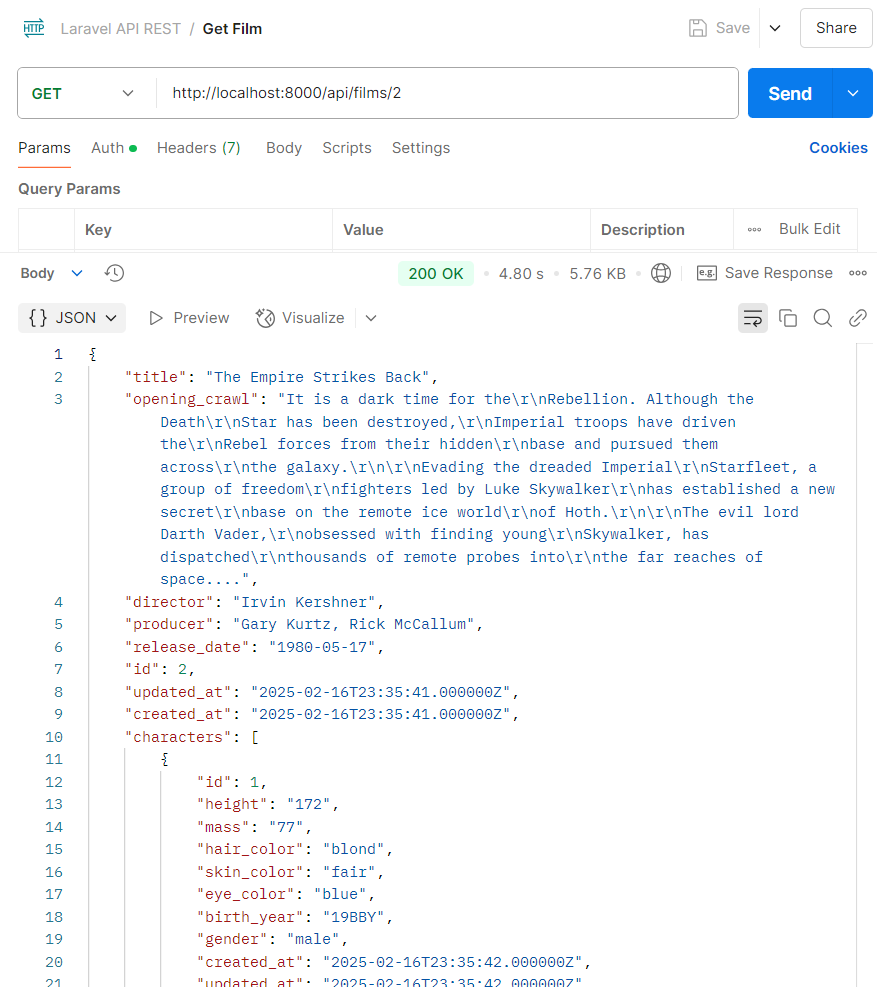 HTTP Laravel API REST / Get Film Save Share
GET http://localhost:8000/api/films/2 Send
Params Auth Headers (7) Body Scripts Settings Cookies
Query Params
Key Value Description Bulk Edit
Body 200 OK • 4.80 s • 5.76 KB • e.g. Save Response
{} JSON Preview Visualize
1 {
2 "title": "The Empire Strikes Back",
3 "opening_crawl": "It is a dark time for the\r\nRebellion. Although the
Death\r\nStar has been destroyed,\r\nImperial troops have driven
the\r\nRebel forces from their hidden\r\nbase and pursued them
across\r\nthe galaxy.\r\n\r\nEvading the dreaded Imperial\r\nStarfleet, a
group of freedom\r\nfighters led by Luke Skywalker\r\nhas established a new
secret\r\nbase on the remote ice world\r\nof Hoth.\r\n\r\nThe evil lord
Darth Vader,\r\nobsessed with finding young\r\nSkywalker, has
dispatched\r\nthousands of remote probes into\r\nthe far reaches of
space....",
4 "director": "Irvin Kershner",
5 "producer": "Gary Kurtz, Rick McCallum",
6 "release_date": "1980-05-17",
7 "id": 2,
8 "updated_at": "2025-02-16T23:35:41.000000Z",
9 "created_at": "2025-02-16T23:35:41.000000Z",
10 "characters": [
11 {
12 "id": 1,
13 "height": "172",
14 "mass": "77",
15 "hair_color": "blond",
16 "skin_color": "fair",
17 "eye_color": "blue",
18 "birth_year": "19BBY",
19 "gender": "male",
20 "created_at": "2025-02-16T23:35:42.000000Z",
21 "updated_at": "2025-02-16T23:35:42.000000Z"